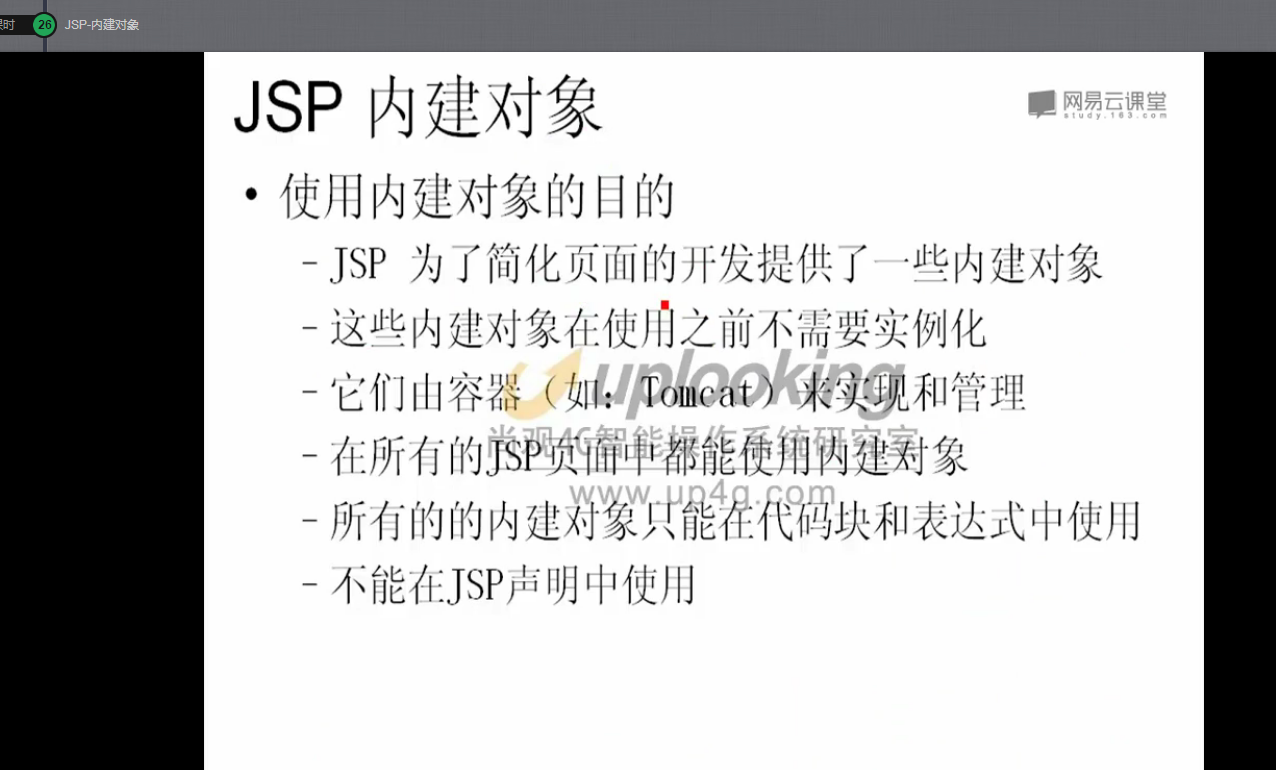 课时 26 JSP-内建对象
JSP 内建对象
网易云课堂
study.163.com
• 使用内建对象的目的
– JSP 为了简化页面的开发提供了一些内建对象
– 这些内建对象在使用之前不需要实例化
– 它们由容器（如：Tomcat）来实现和管理
uplooking
尚观4G智能操作系统研究室
– 在所有的JSP页面中都能使用内建对象
www.up4g.com
– 所有的的内建对象只能在代码块和表达式中使用
– 不能在JSP声明中使用